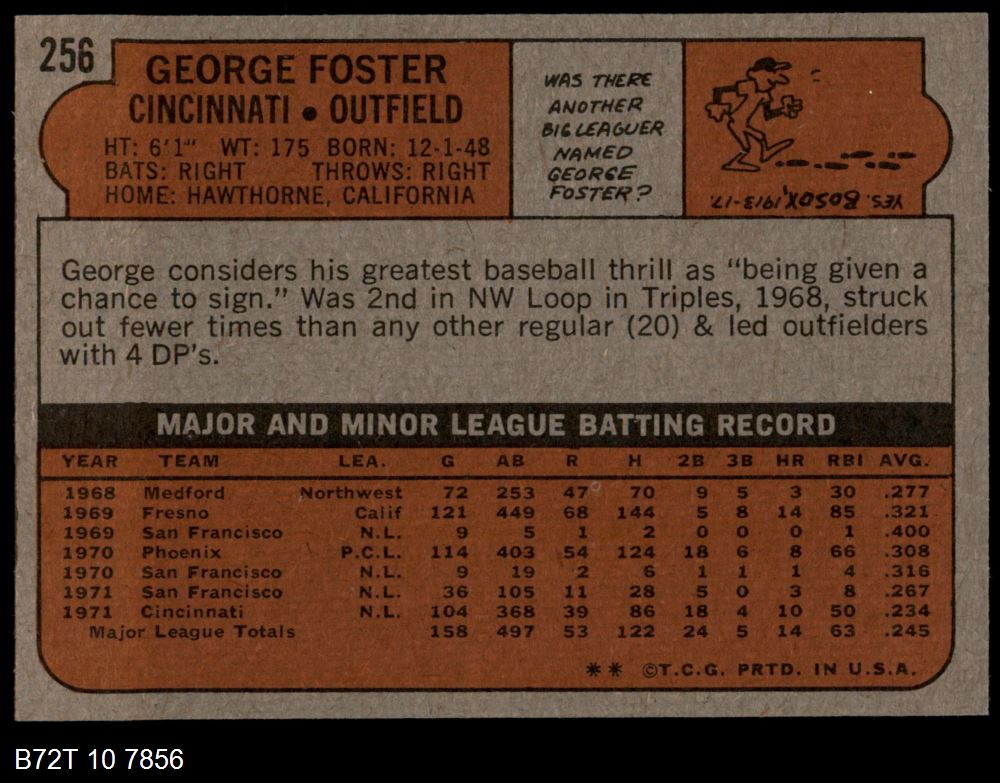 256
GEORGE FOSTER
CINCINNATI • OUTFIELD
HT: 6'1" WT: 175 BORN: 12-1-48
BATS: RIGHT THROWS: RIGHT
HOME: HAWTHORNE, CALIFORNIA
WAS THERE
ANOTHER
BIG LEAGUER
NAMED
GEORGE
FOSTER?
YES. BOSOX, 1913-17.
George considers his greatest baseball thrill as "being given a
chance to sign." Was 2nd in NW Loop in Triples, 1968, struck
out fewer times than any other regular (20) & led outfielders
with 4 DP's.
MAJOR AND MINOR LEAGUE BATTING RECORD
YEAR TEAM LEA. G AB R H 2B 3B HR RBI AVG.
1968 Medford Northwest 72 253 47 70 9 5 3 30 .277
1969 Fresno Calif 121 449 68 144 5 8 14 85 .321
1969 San Francisco N.L. 9 5 1 2 0 0 0 1 .400
1970 Phoenix P.C.L. 114 403 54 124 18 6 8 66 .308
1970 San Francisco N.L. 9 19 2 6 1 1 1 4 .316
1971 San Francisco N.L. 36 105 11 28 5 0 3 8 .267
1971 Cincinnati N.L. 104 368 39 86 18 4 10 50 .234
Major League Totals 158 497 53 122 24 5 14 63 .245
** ©T.C.G. PRTD. IN U.S.A.
B72T 10 7856